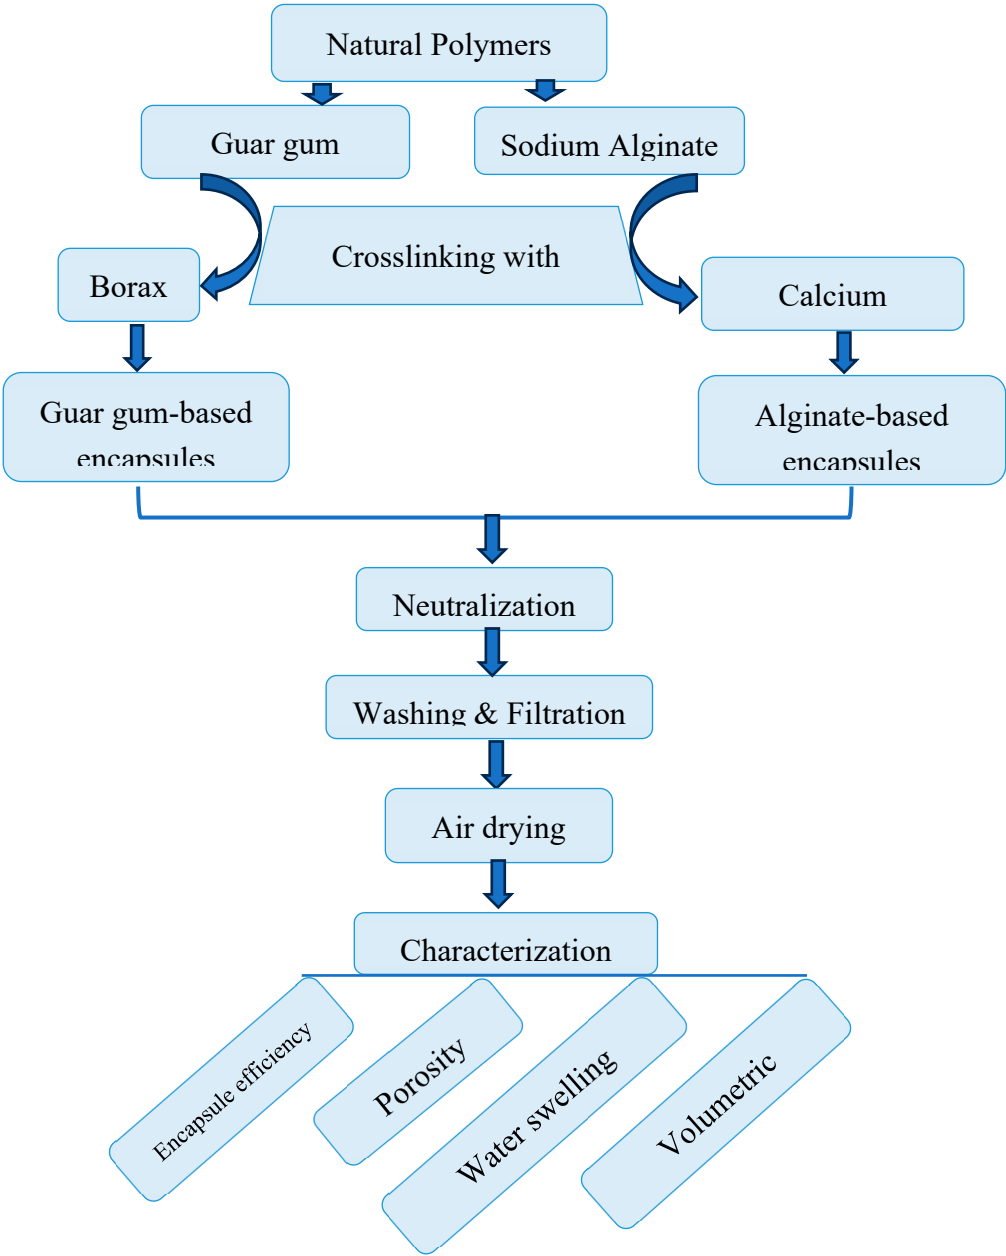 Natural Polymers
Guar gum
Sodium Alginate
Crosslinking with
Borax
Calcium
Guar gum-based
encapsules
Alginate-based
encapsules
Neutralization
Washing & Filtration
Air drying
Characterization
Encapsule efficiency
Porosity
Water swelling
Volumetric